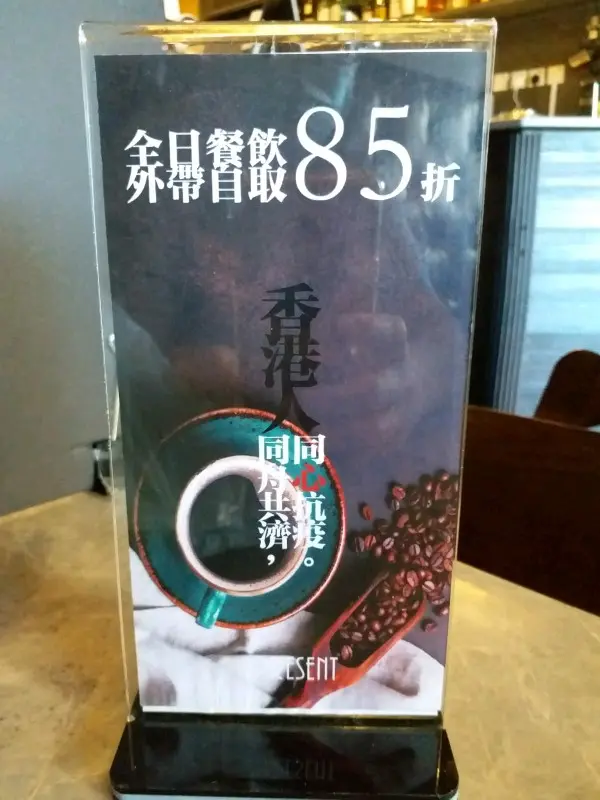 全日餐飲
外帶自取85折
香港人
同舟共濟，
同心抗疫。
ESENT